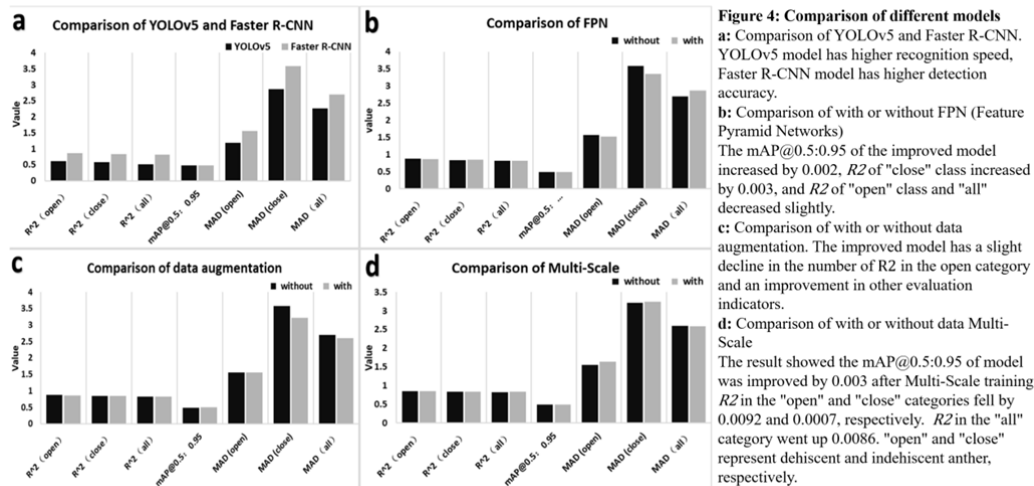 a
Comparison of YOLOv5 and Faster R-CNN
YOLOv5 Faster R-CNN
Vaule
4
3.5
3
2.5
2
1.5
1
0.5
0
R^2（open）
R^2（close）
R^2（all）
mAP@0.5：0.95
MAD (open)
MAD (close)
MAD（all）
b
Comparison of FPN
without with
value
4
3.5
3
2.5
2
1.5
1
0.5
0
R^2（open）
R^2（close）
R^2（all）
mAP@0.5：…
MAD (open)
MAD (close)
MAD（all）
c
Comparison of data augmentation
without with
Value
4
3.5
3
2.5
2
1.5
1
0.5
0
R^2（open）
R^2（close）
R^2（all）
mAP@0.5：0.95
MAD (open)
MAD (close)
MAD（all）
d
Comparison of Multi-Scale
without with
Value
3.5
3
2.5
2
1.5
1
0.5
0
R^2（open）
R^2（close）
R^2（all）
mAP@0.5：0.95
MAD (open)
MAD (close)
MAD（all）
Figure 4: Comparison of different models
a: Comparison of YOLOv5 and Faster R-CNN.
YOLOv5 model has higher recognition speed,
Faster R-CNN model has higher detection
accuracy.
b: Comparison of with or without FPN (Feature
Pyramid Networks)
The mAP@0.5:0.95 of the improved model
increased by 0.002, R2 of "close" class increased
by 0.003, and R2 of "open" class and "all"
decreased slightly.
c: Comparison of with or without data
augmentation. The improved model has a slight
decline in the number of R2 in the open category
and an improvement in other evaluation
indicators.
d: Comparison of with or without data Multi-
Scale
The result showed the mAP@0.5:0.95 of model
was improved by 0.003 after Multi-Scale training
R2 in the "open" and "close" categories fell by
0.0092 and 0.0007, respectively. R2 in the "all"
category went up 0.0086. "open" and "close"
represent dehiscent and indehiscent anther,
respectively.